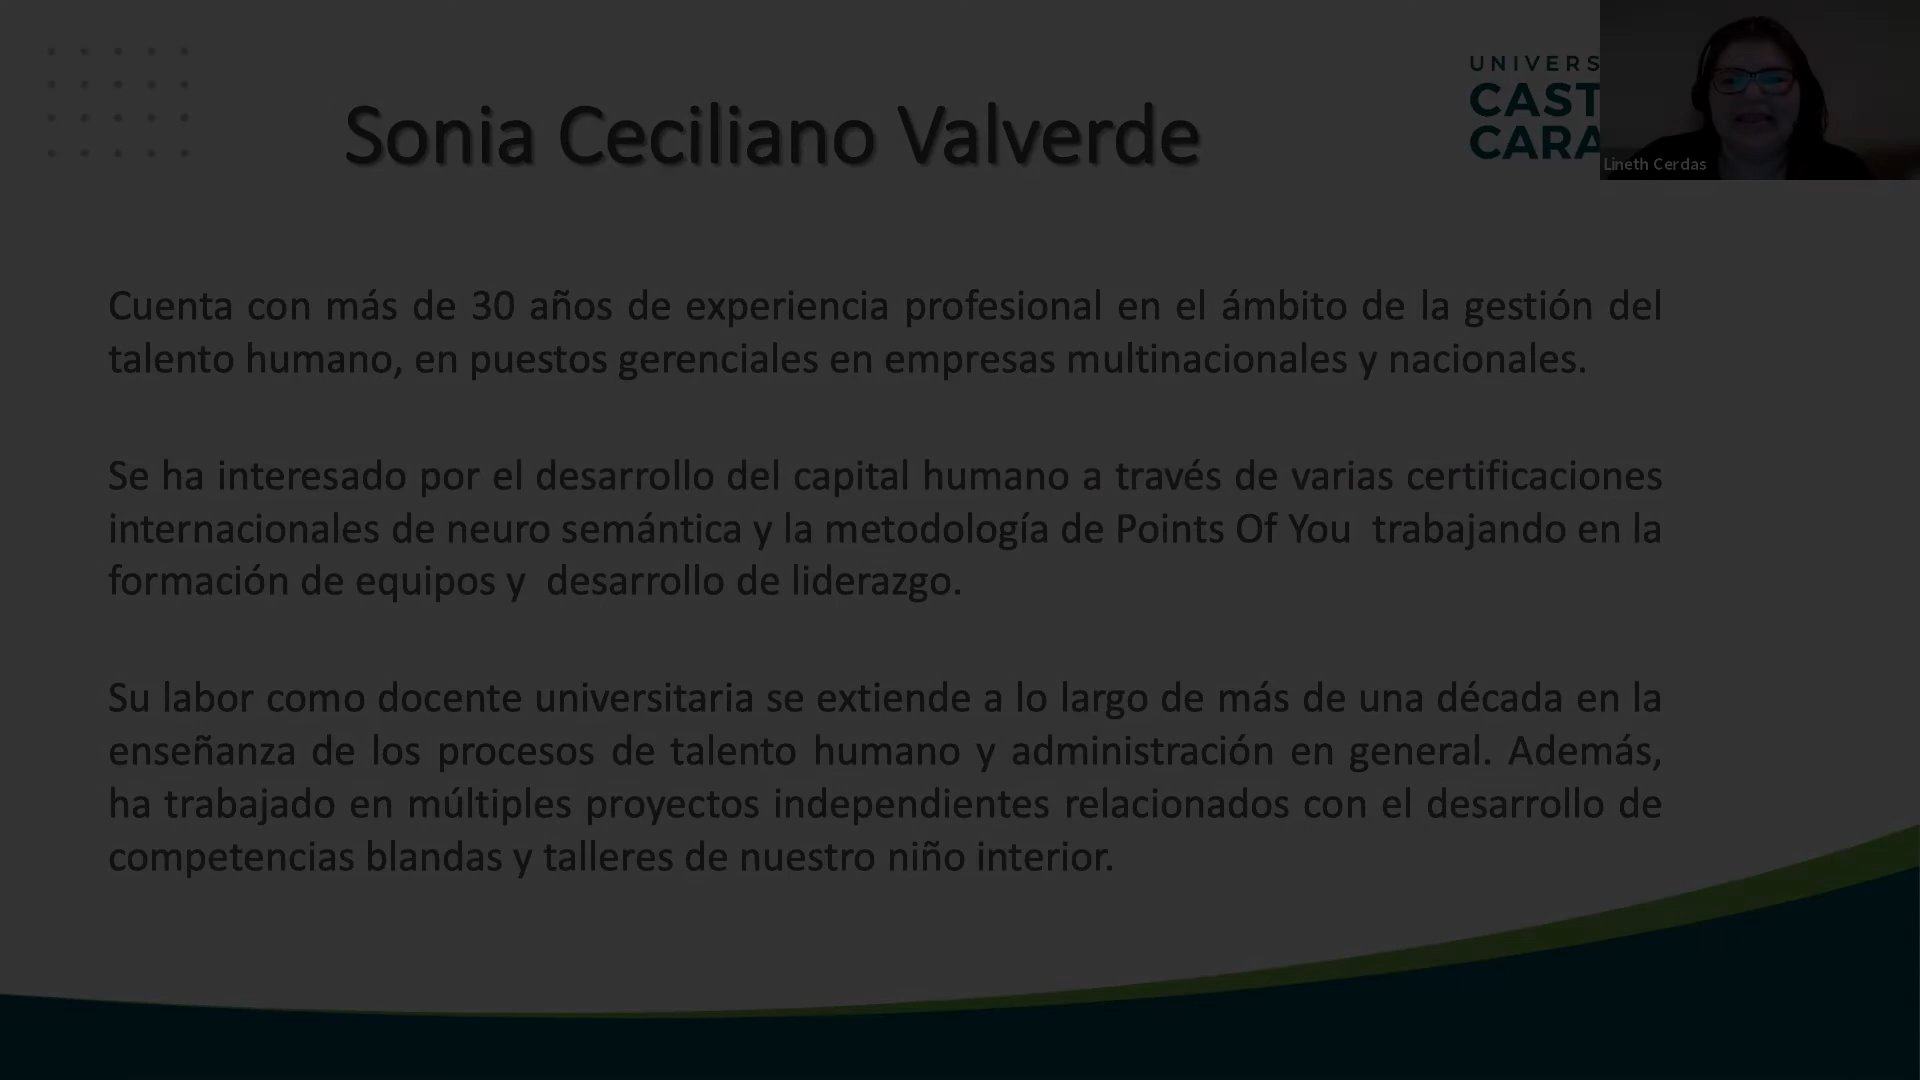 Sonia Ceciliano Valverde
UNIVERS
CAST
CARA
Lineth Cerdas
Cuenta con más de 30 años de experiencia profesional en el ámbito de la gestión del
talento humano, en puestos gerenciales en empresas multinacionales y nacionales.
Se ha interesado por el desarrollo del capital humano a través de varias certificaciones
internacionales de neuro semántica y la metodología de Points Of You trabajando en la
formación de equipos y desarrollo de liderazgo.
Su labor como docente universitaria se extiende a lo largo de más de una década en la
enseñanza de los procesos de talento humano y administración en general. Además,
ha trabajado en múltiples proyectos independientes relacionados con el desarrollo de
competencias blandas y talleres de nuestro niño interior.